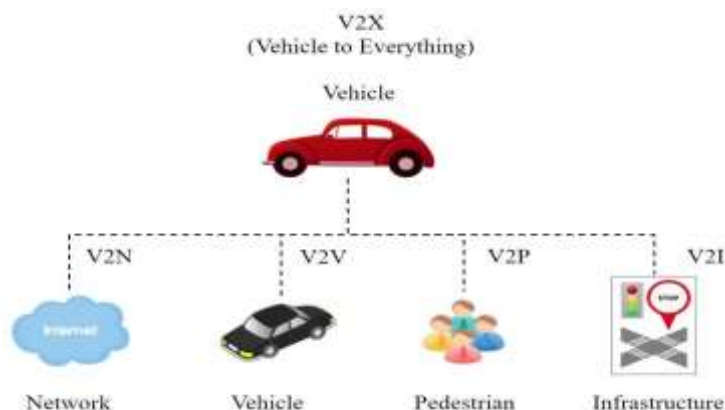 V2X
(Vehicle to Everything)
Vehicle
V2N
V2V
V2P
V2I
Internet
STOP
Network
Vehicle
Pedestrian
Infrastructure